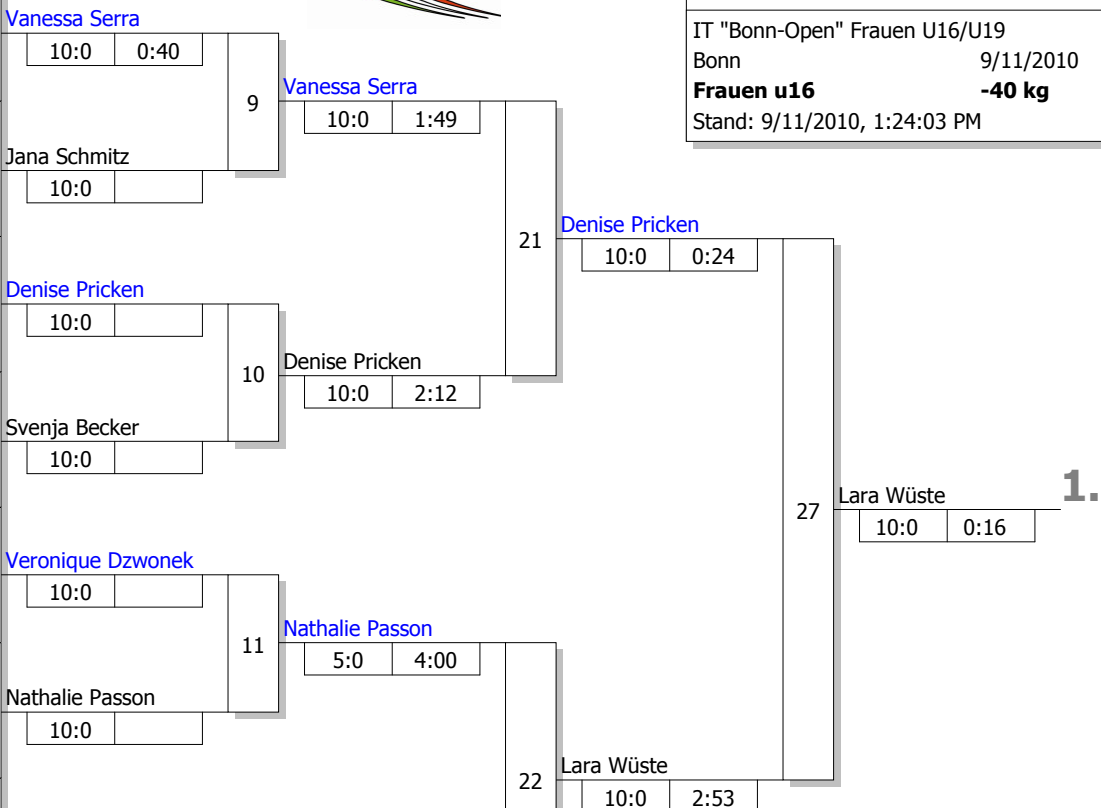 Vanessa Serra
10:0 0:40
IT "Bonn-Open" Frauen U16/U19
Bonn 9/11/2010
Frauen u16 -40 kg
Stand: 9/11/2010, 1:24:03 PM
9
Vanessa Serra
10:0 1:49
Jana Schmitz
10:0
21
Denise Pricken
10:0 0:24
Denise Pricken
10:0
10
Denise Pricken
10:0 2:12
Svenja Becker
10:0
27
Lara Wüste
1.
10:0 0:16
Veronique Dzwonek
10:0
11
Nathalie Passon
5:0 4:00
Nathalie Passon
10:0
22
Lara Wüste
10:0 2:53